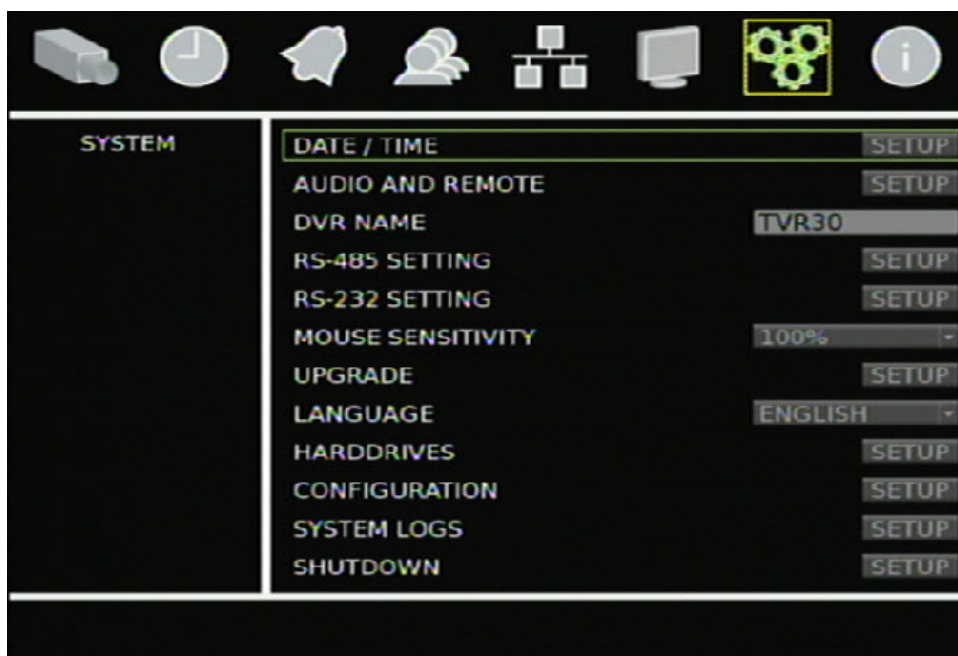 SYSTEM
DATE / TIME SETUP
AUDIO AND REMOTE SETUP
DVR NAME TVR30
RS-485 SETTING SETUP
RS-232 SETTING SETUP
MOUSE SENSITIVITY 100%
UPGRADE SETUP
LANGUAGE ENGLISH
HARDDRIVES SETUP
CONFIGURATION SETUP
SYSTEM LOGS SETUP
SHUTDOWN SETUP